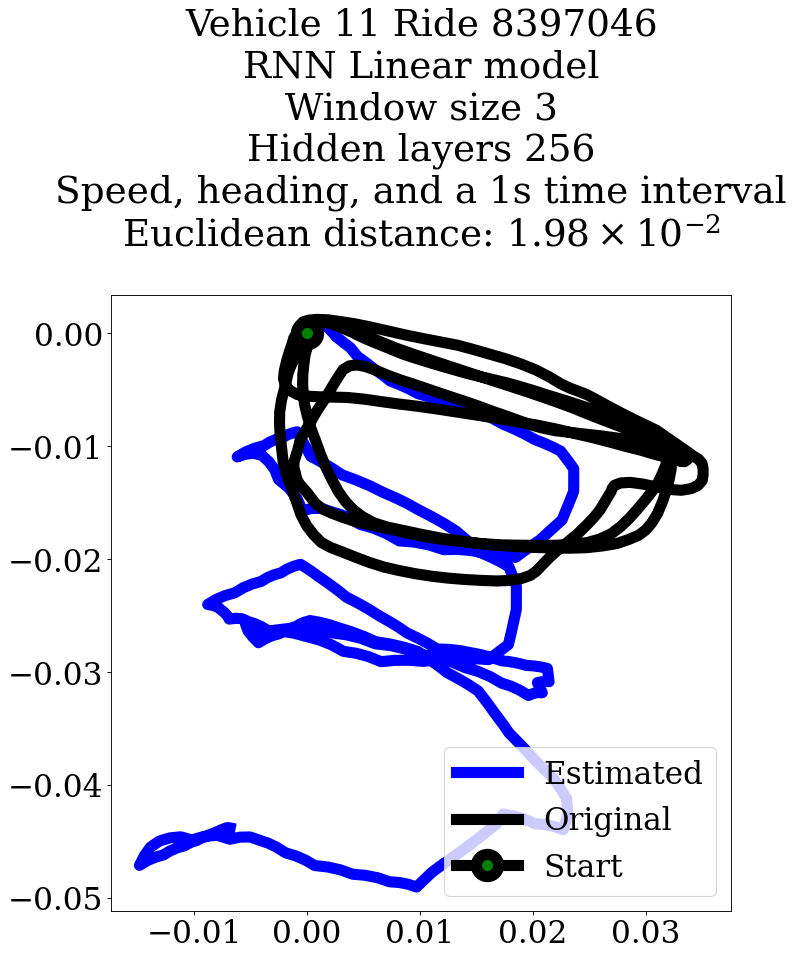 Vehicle 11 Ride 8397046
RNN Linear model
Window size 3
Hidden layers 256
Speed, heading, and a 1s time interval
Euclidean distance: 1.98 × 10⁻²
0.00
−0.01
−0.02
−0.03
−0.04
−0.05
Estimated
Original
Start
−0.01 0.00 0.01 0.02 0.03